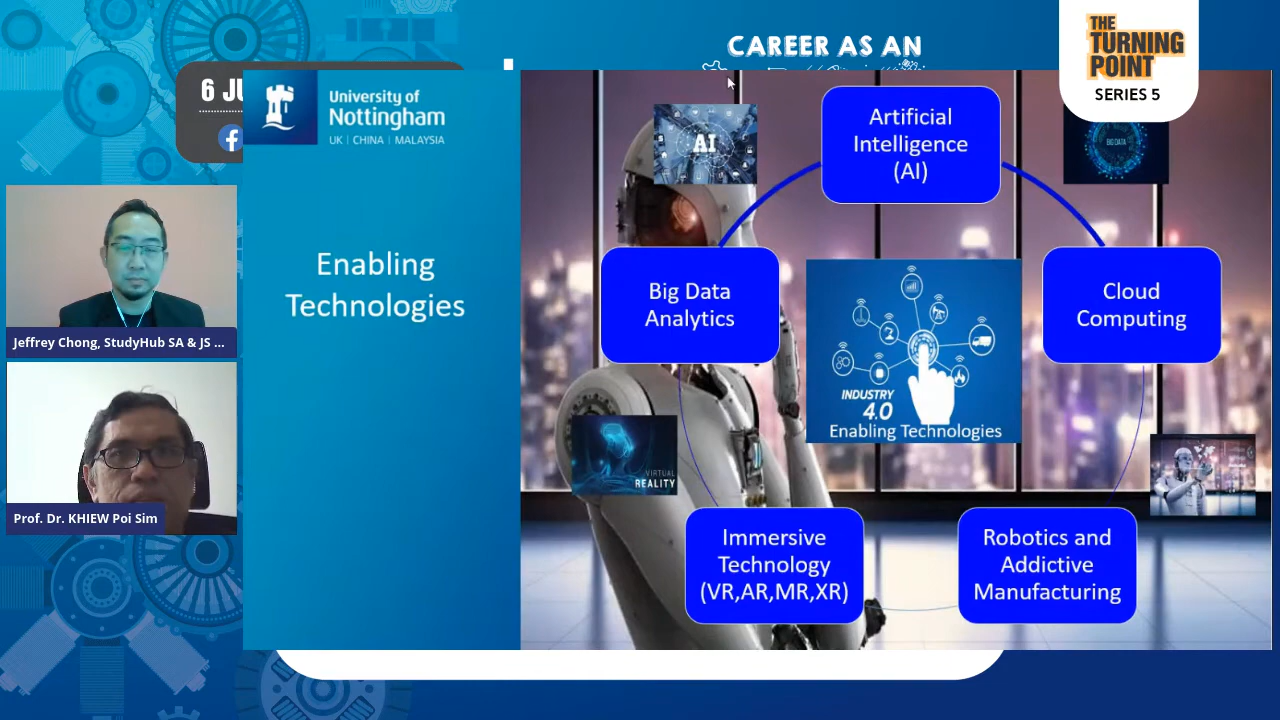 CAREER AS AN
THE
TURNING
POINT
SERIES 5
6 JU
University of
Nottingham
UK | CHINA | MALAYSIA
Enabling
Technologies
Artificial
Intelligence
(AI)
AI
BIG DATA
Big Data
Analytics
Cloud
Computing
INDUSTRY
4.0
Enabling Technologies
VIRTUAL
REALITY
Immersive
Technology
(VR,AR,MR,XR)
Robotics and
Addictive
Manufacturing
Jeffrey Chong, StudyHub SA & JS ...
Prof. Dr. KHIEW Poi Sim